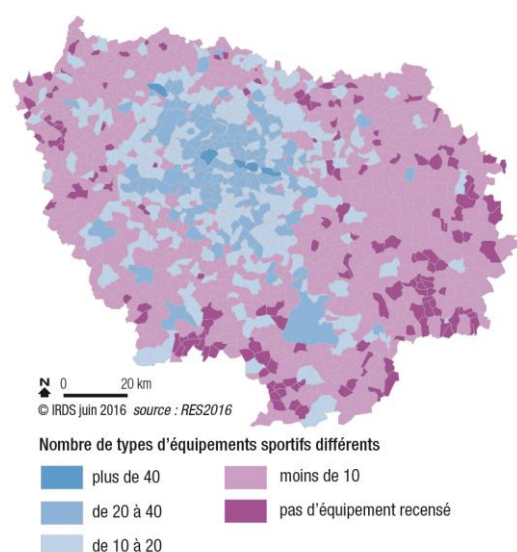 N 0 20 km
© IRDS juin 2016 source : RES2016
Nombre de types d'équipements sportifs différents
plus de 40
de 20 à 40
de 10 à 20
moins de 10
pas d'équipement recensé